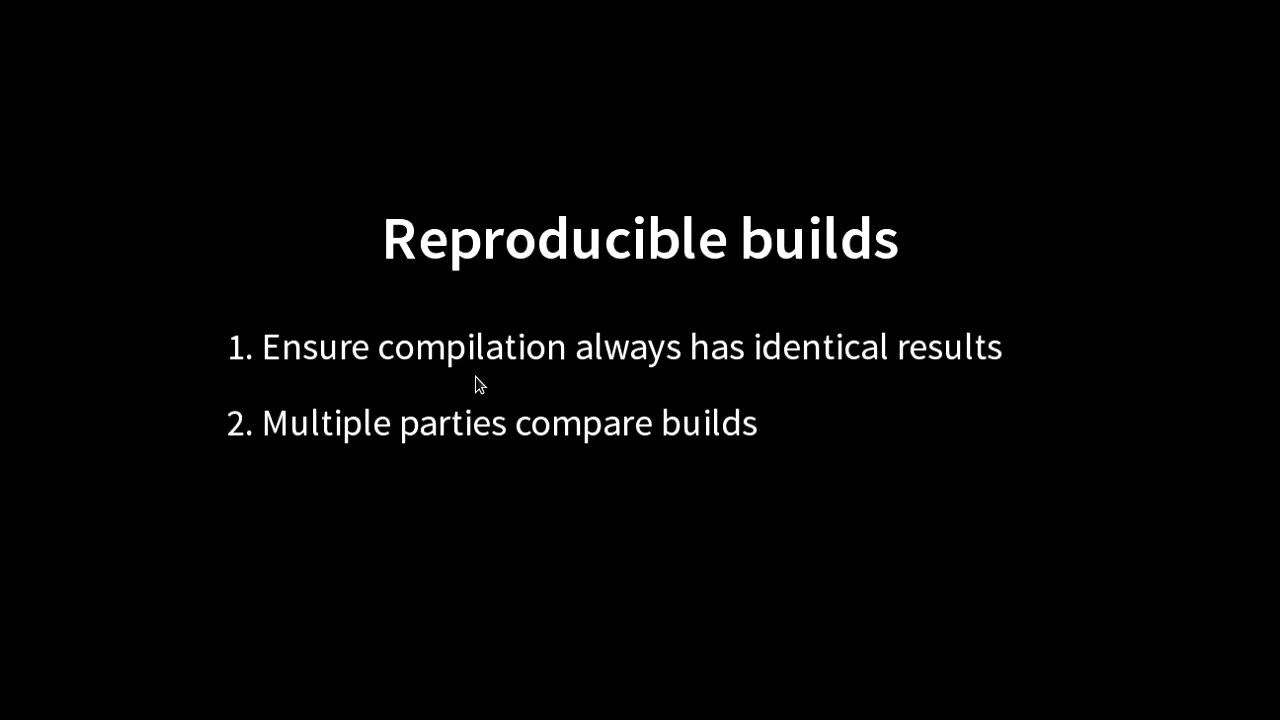 Reproducible builds
1. Ensure compilation always has identical results
2. Multiple parties compare builds